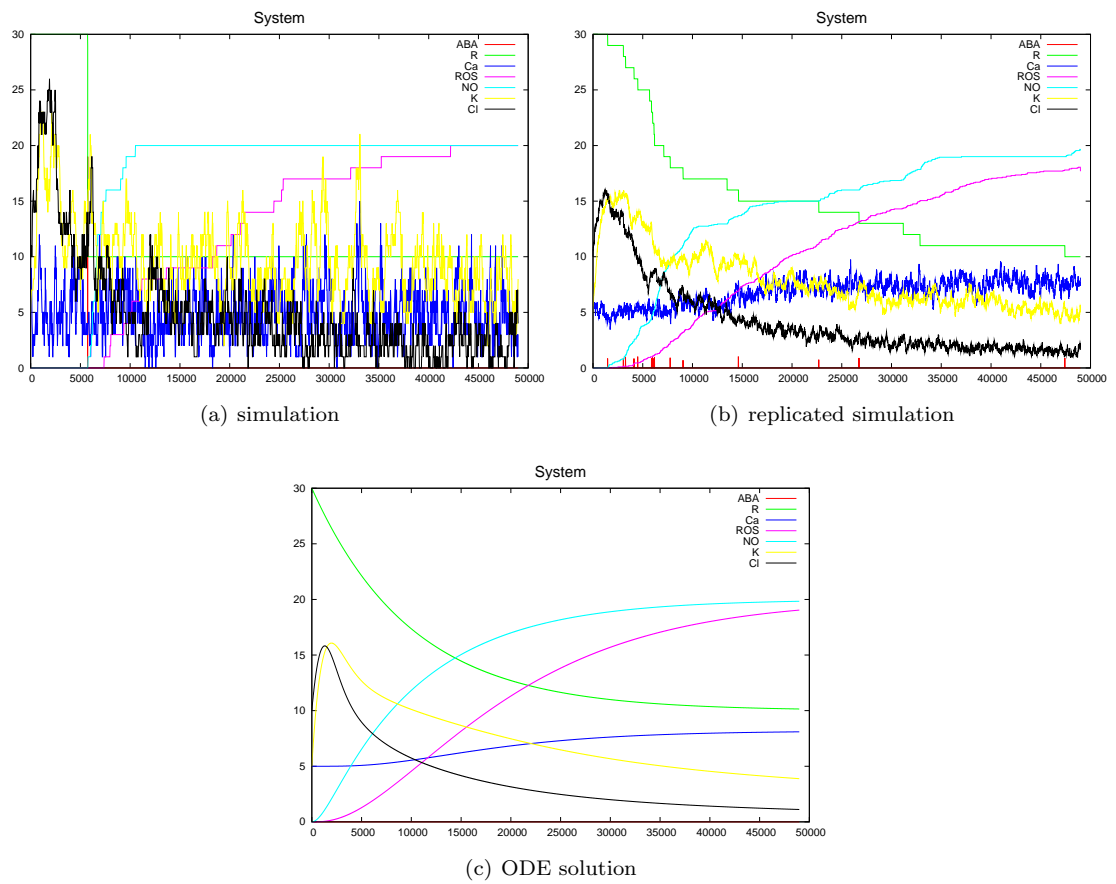 System
30
25
20
15
10
5
0
0 5000 10000 15000 20000 25000 30000 35000 40000 45000 50000
ABA
R
Ca
ROS
NO
K
Cl
(a) simulation
System
30
25
20
15
10
5
0
0 5000 10000 15000 20000 25000 30000 35000 40000 45000 50000
ABA
R
Ca
ROS
NO
K
Cl
(b) replicated simulation
System
30
25
20
15
10
5
0
0 5000 10000 15000 20000 25000 30000 35000 40000 45000 50000
ABA
R
Ca
ROS
NO
K
Cl
(c) ODE solution